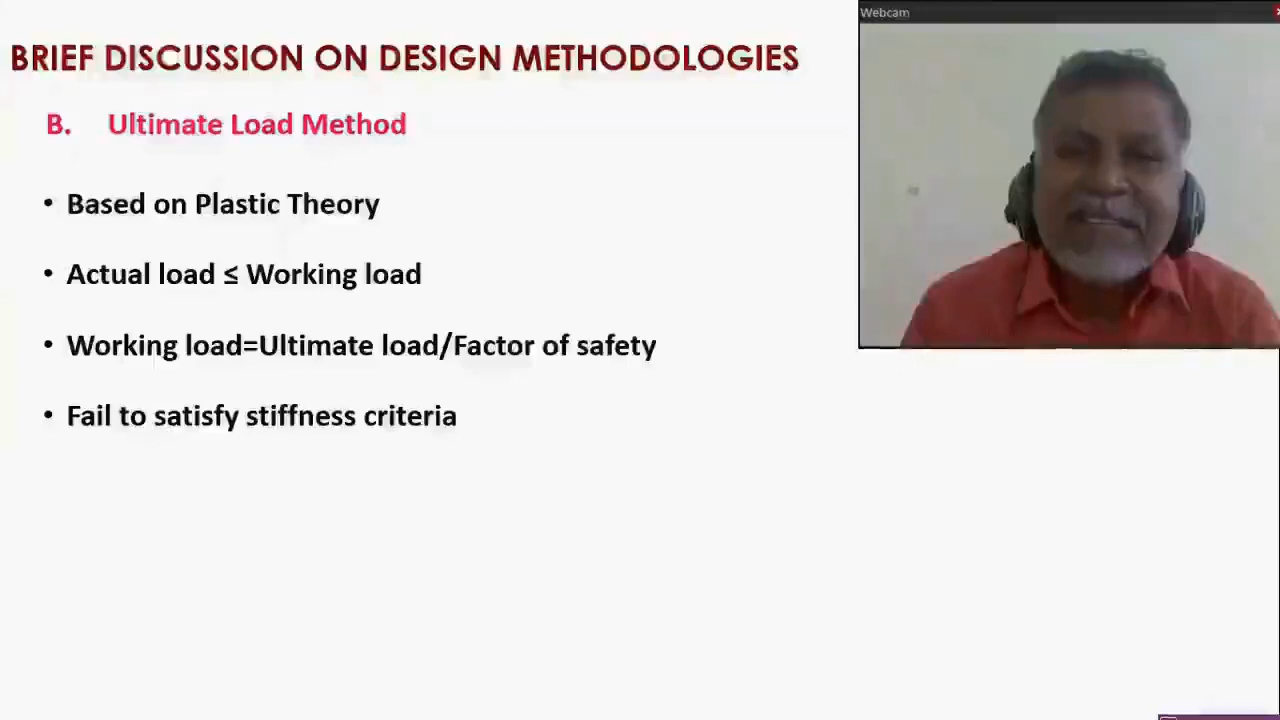 BRIEF DISCUSSION ON DESIGN METHODOLOGIES
Webcam
B. Ultimate Load Method
• Based on Plastic Theory
• Actual load ≤ Working load
• Working load=Ultimate load/Factor of safety
• Fail to satisfy stiffness criteria